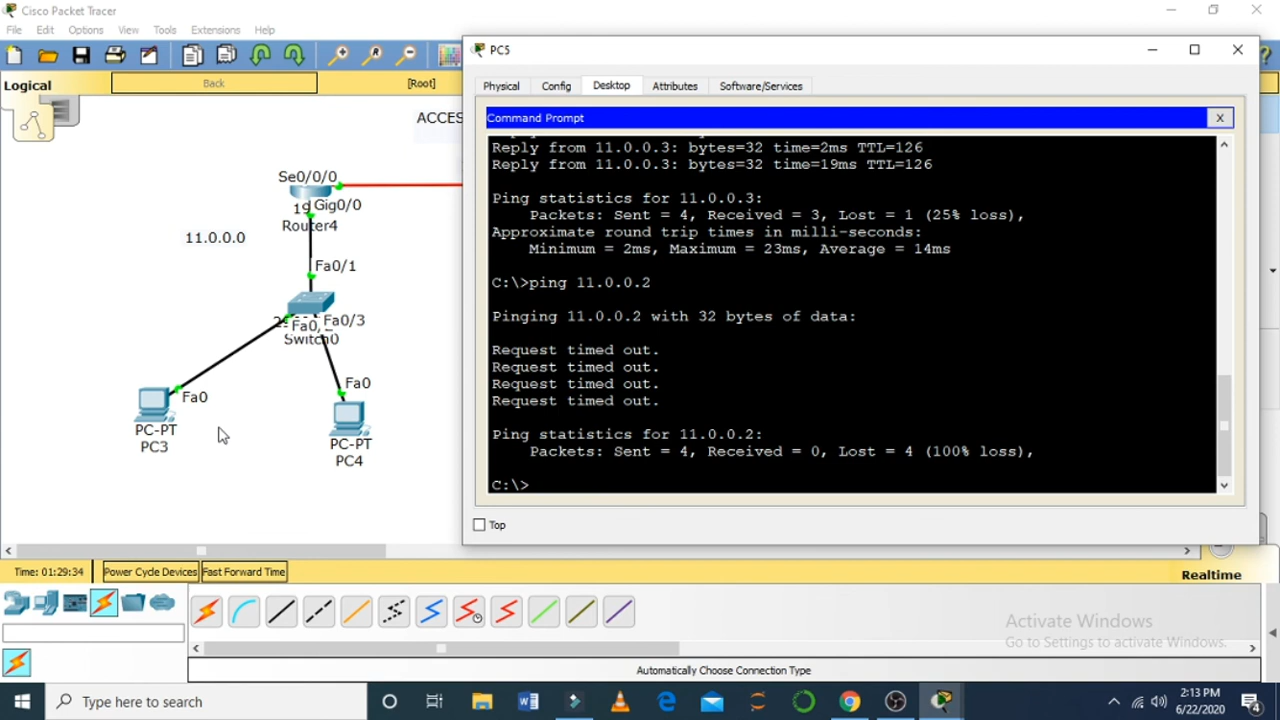 Cisco Packet Tracer
File Edit Options View Tools Extensions Help
PC5
Logical
Back
[Root]
Physical Config Desktop Attributes Software/Services
Command Prompt
X
ACCES
Reply from 11.0.0.3: bytes=32 time=2ms TTL=126
Reply from 11.0.0.3: bytes=32 time=19ms TTL=126
Ping statistics for 11.0.0.3:
Packets: Sent = 4, Received = 3, Lost = 1 (25% loss),
Approximate round trip times in milli-seconds:
Minimum = 2ms, Maximum = 23ms, Average = 14ms
C:\>ping 11.0.0.2
Pinging 11.0.0.2 with 32 bytes of data:
Request timed out.
Request timed out.
Request timed out.
Request timed out.
Ping statistics for 11.0.0.2:
Packets: Sent = 4, Received = 0, Lost = 4 (100% loss),
C:\>
Top
Se0/0/0
19 Gig0/0
Router4
11.0.0.0
Fa0/1
Fa0/3
Switch0
Fa0
PC-PT
PC3
Fa0
PC-PT
PC4
Time: 01:29:34
Power Cycle Devices
Fast Forward Time
Realtime
Activate Windows
Go to Settings to activate Windows.
Automatically Choose Connection Type
Type here to search
2:13 PM
6/22/2020
4